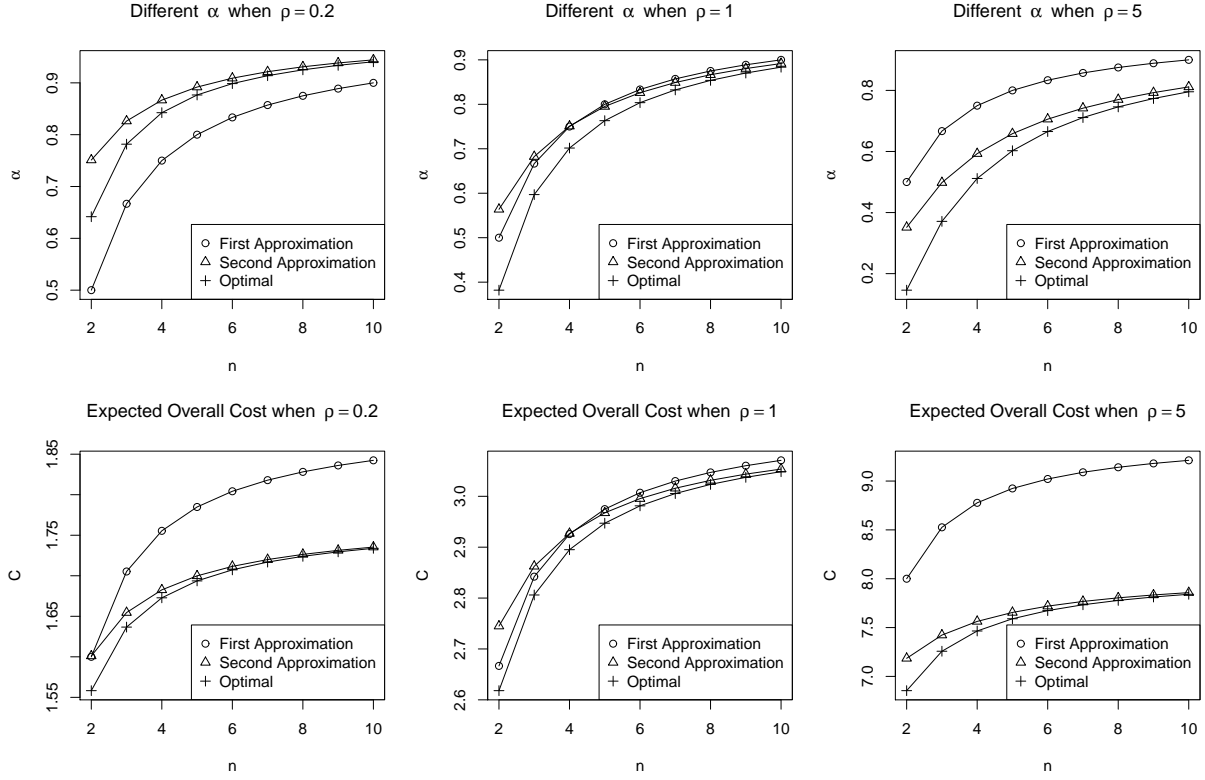 Different α when ρ = 0.2
α
0.9
0.8
0.7
0.6
0.5
First Approximation
Second Approximation
Optimal
2 4 6 8 10
n
Different α when ρ = 1
α
0.9
0.8
0.7
0.6
0.5
0.4
First Approximation
Second Approximation
Optimal
2 4 6 8 10
n
Different α when ρ = 5
α
0.8
0.6
0.4
0.2
First Approximation
Second Approximation
Optimal
2 4 6 8 10
n
Expected Overall Cost when ρ = 0.2
C
1.85
1.75
1.65
1.55
First Approximation
Second Approximation
Optimal
2 4 6 8 10
n
Expected Overall Cost when ρ = 1
C
3.0
2.9
2.8
2.7
2.6
First Approximation
Second Approximation
Optimal
2 4 6 8 10
n
Expected Overall Cost when ρ = 5
C
9.0
8.5
8.0
7.5
7.0
First Approximation
Second Approximation
Optimal
2 4 6 8 10
n